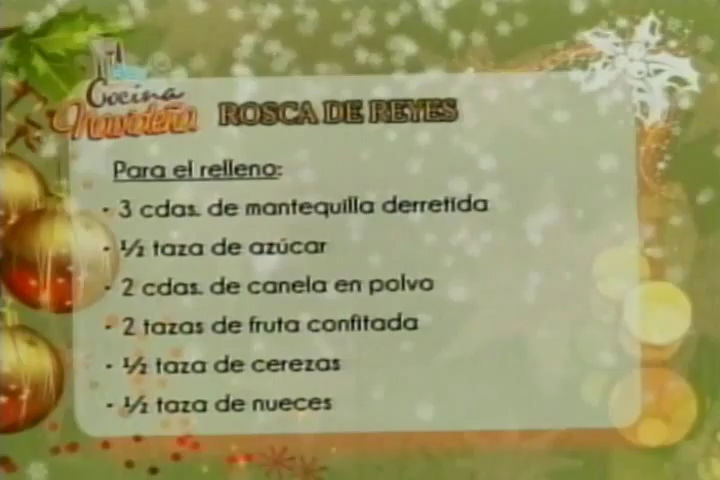 Cocina
Navideña
ROSCA DE REYES
Para el relleno:
· 3 cdas. de mantequilla derretida
· ½ taza de azúcar
· 2 cdas. de canela en polvo
· 2 tazas de fruta confitada
· ½ taza de cerezas
· ½ taza de nueces